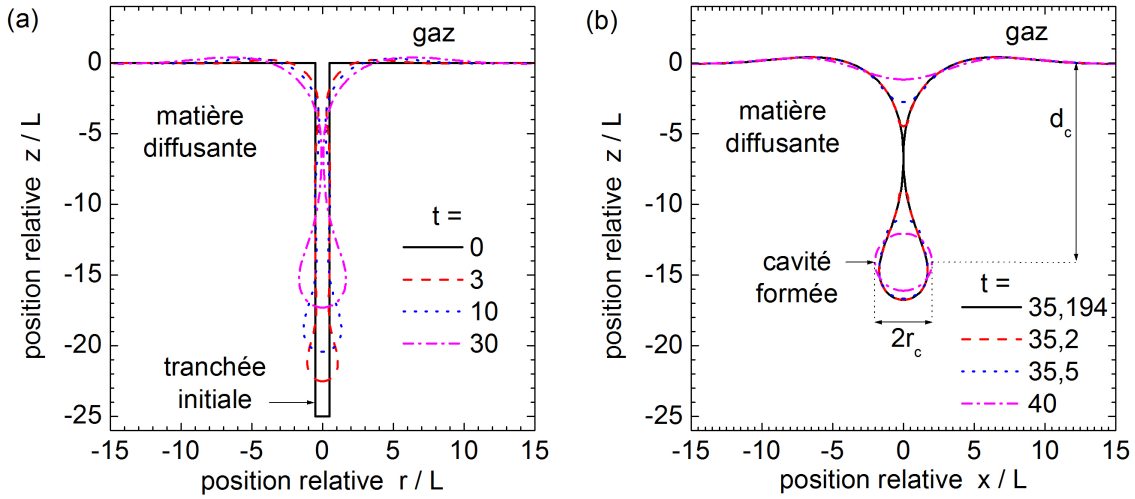 (a)
gaz
matière
diffusante
t =
0
3
10
30
tranchée
initiale
0
-5
-10
-15
-20
-25
position relative z / L
-15 -10 -5 0 5 10 15
position relative r / L
(b)
gaz
matière
diffusante
d_c
cavité
formée
2r_c
t =
35,194
35,2
35,5
40
0
-5
-10
-15
-20
-25
position relative z / L
-15 -10 -5 0 5 10 15
position relative x / L